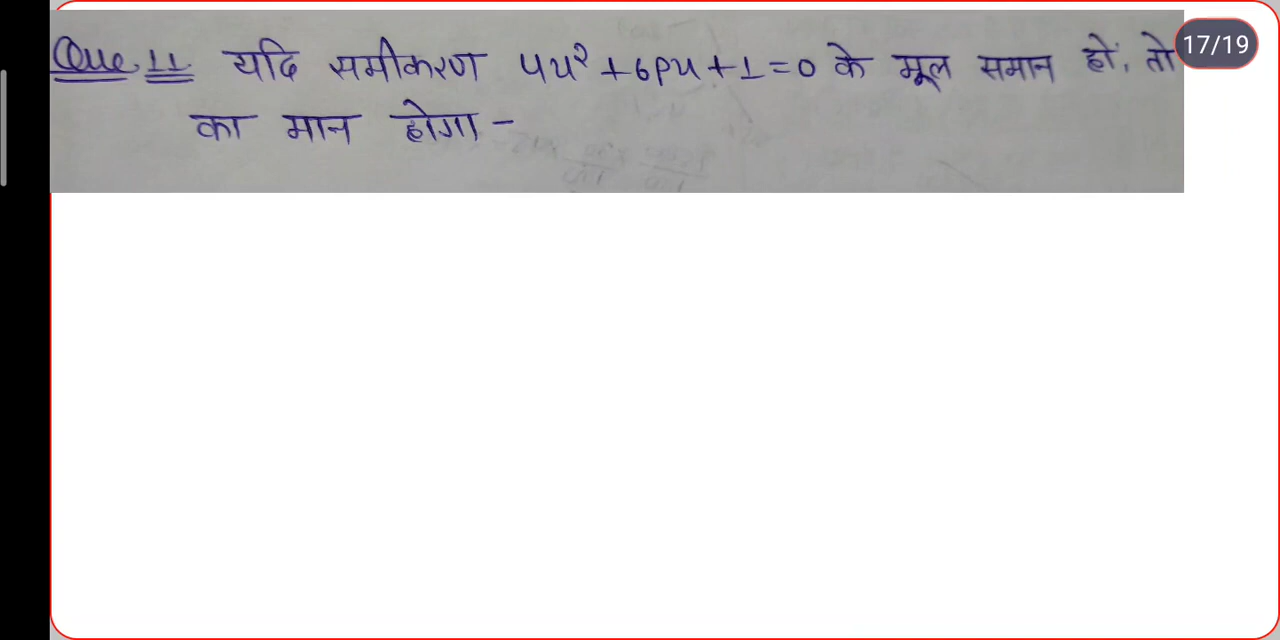 Que 11 यदि समीकरण 4x² + 6px + 1 = 0 के मूल समान हों, तो
का मान होगा -
17/19